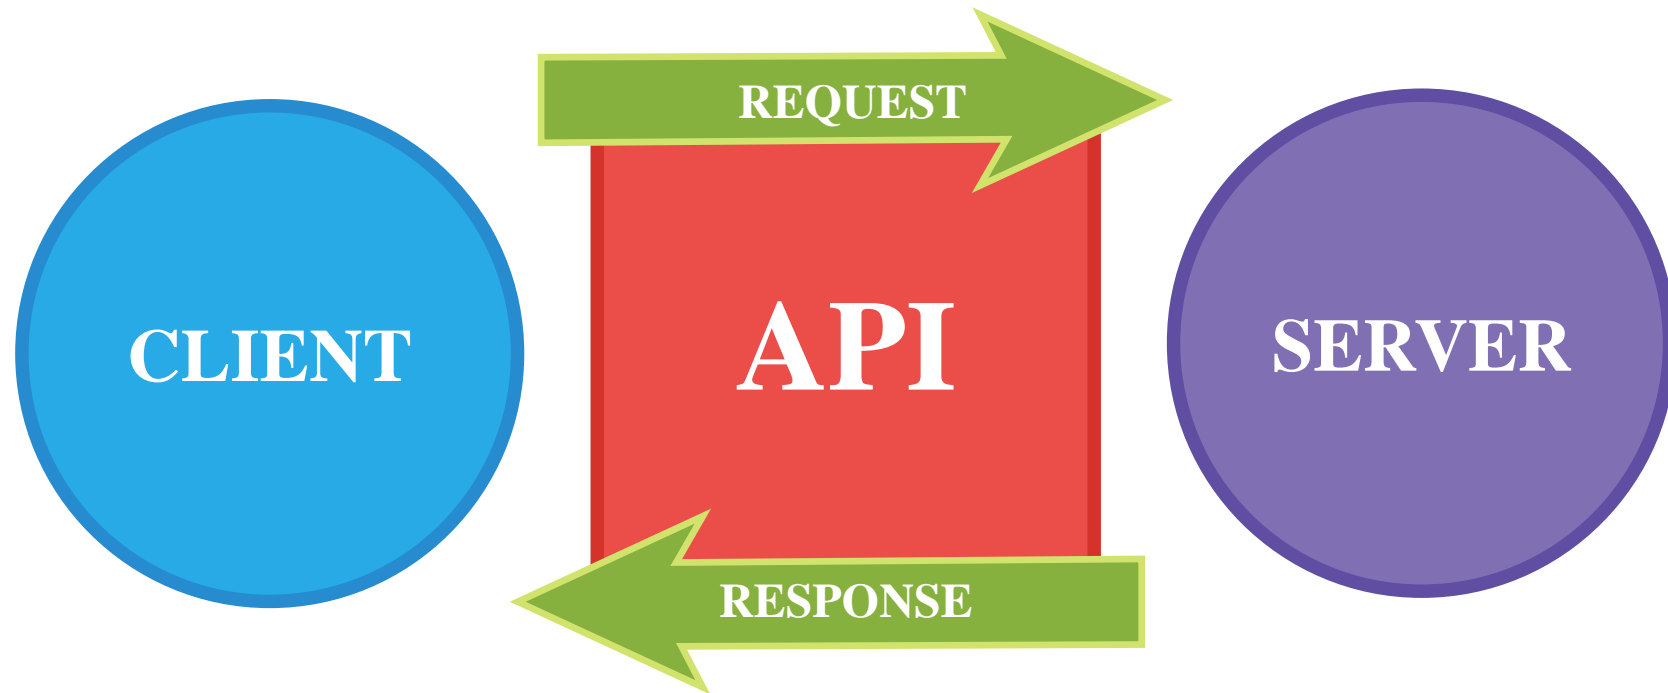 REQUEST
CLIENT
API
SERVER
RESPONSE